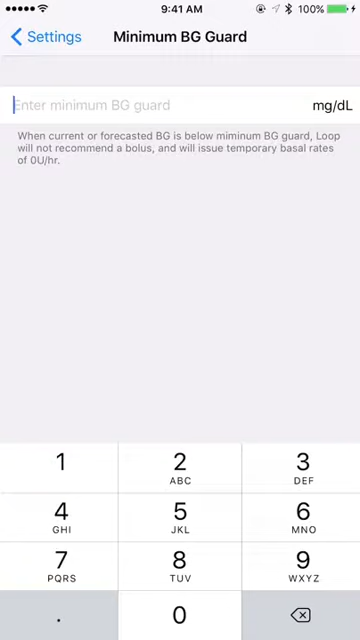 9:41 AM 100%
Settings Minimum BG Guard
Enter minimum BG guard mg/dL
When current or forecasted BG is below miminum BG guard, Loop
will not recommend a bolus, and will issue temporary basal rates
of 0U/hr.
1 2 3
ABC DEF
4 5 6
GHI JKL MNO
7 8 9
PQRS TUV WXYZ
. 0